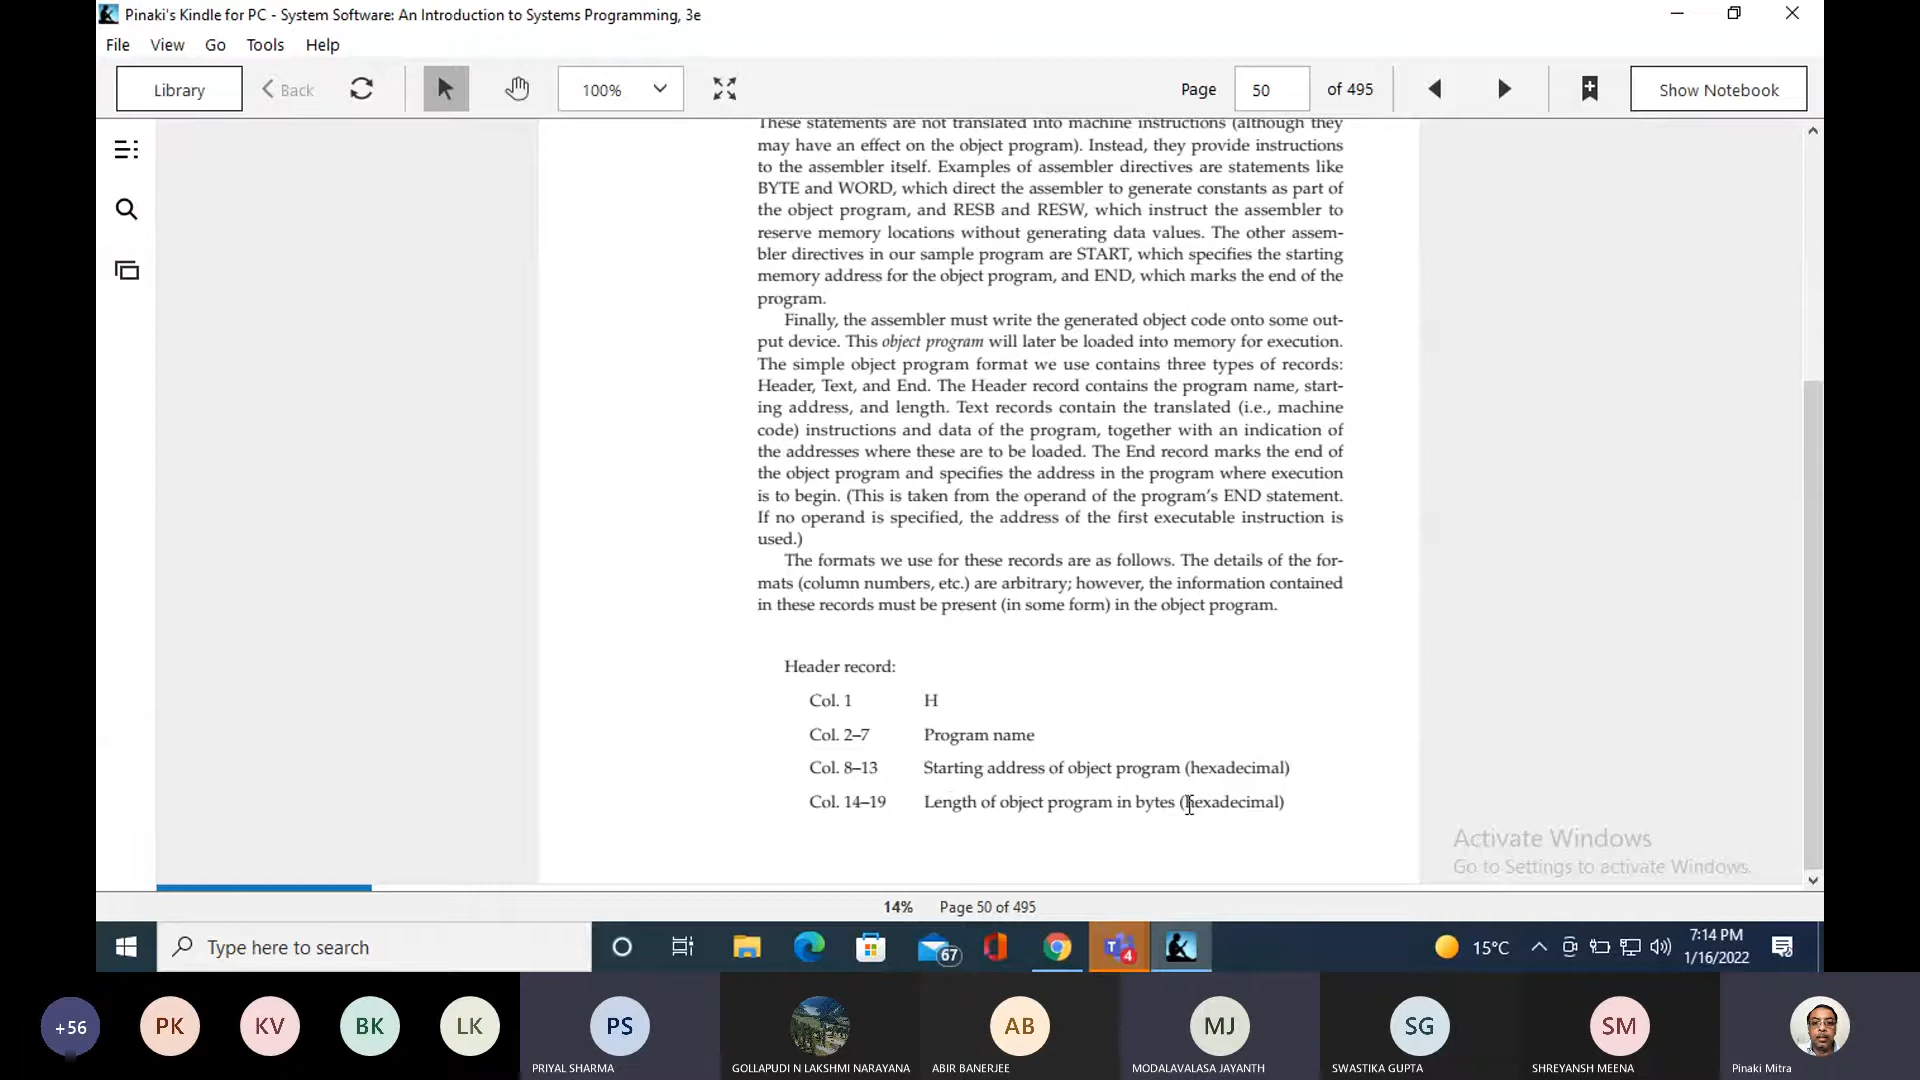 Pinaki's Kindle for PC - System Software: An Introduction to Systems Programming, 3e
File View Go Tools Help
Library Back 100% Page 50 of 495 Show Notebook
These statements are not translated into machine instructions (although they
may have an effect on the object program). Instead, they provide instructions
to the assembler itself. Examples of assembler directives are statements like
BYTE and WORD, which direct the assembler to generate constants as part of
the object program, and RESB and RESW, which instruct the assembler to
reserve memory locations without generating data values. The other assem-
bler directives in our sample program are START, which specifies the starting
memory address for the object program, and END, which marks the end of the
program.
Finally, the assembler must write the generated object code onto some out-
put device. This object program will later be loaded into memory for execution.
The simple object program format we use contains three types of records:
Header, Text, and End. The Header record contains the program name, start-
ing address, and length. Text records contain the translated (i.e., machine
code) instructions and data of the program, together with an indication of
the addresses where these are to be loaded. The End record marks the end of
the object program and specifies the address in the program where execution
is to begin. (This is taken from the operand of the program's END statement.
If no operand is specified, the address of the first executable instruction is
used.)
The formats we use for these records are as follows. The details of the for-
mats (column numbers, etc.) are arbitrary; however, the information contained
in these records must be present (in some form) in the object program.
Header record:
Col. 1 H
Col. 2–7 Program name
Col. 8–13 Starting address of object program (hexadecimal)
Col. 14–19 Length of object program in bytes (hexadecimal)
Activate Windows
Go to Settings to activate Windows.
14% Page 50 of 495
Type here to search 67 4 15°C 7:14 PM
1/16/2022
+56 PK KV BK LK PS AB MJ SG SM
PRIYAL SHARMA GOLLAPUDI N LAKSHMI NARAYANA ABIR BANERJEE MODALAVALASA JAYANTH SWASTIKA GUPTA SHREYANSH MEENA Pinaki Mitra